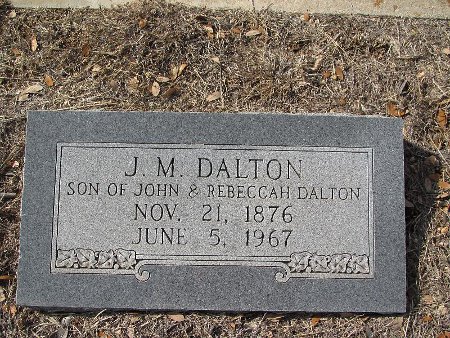 J. M. DALTON
SON OF JOHN & REBECCAH DALTON
NOV. 21, 1876
JUNE 5, 1967